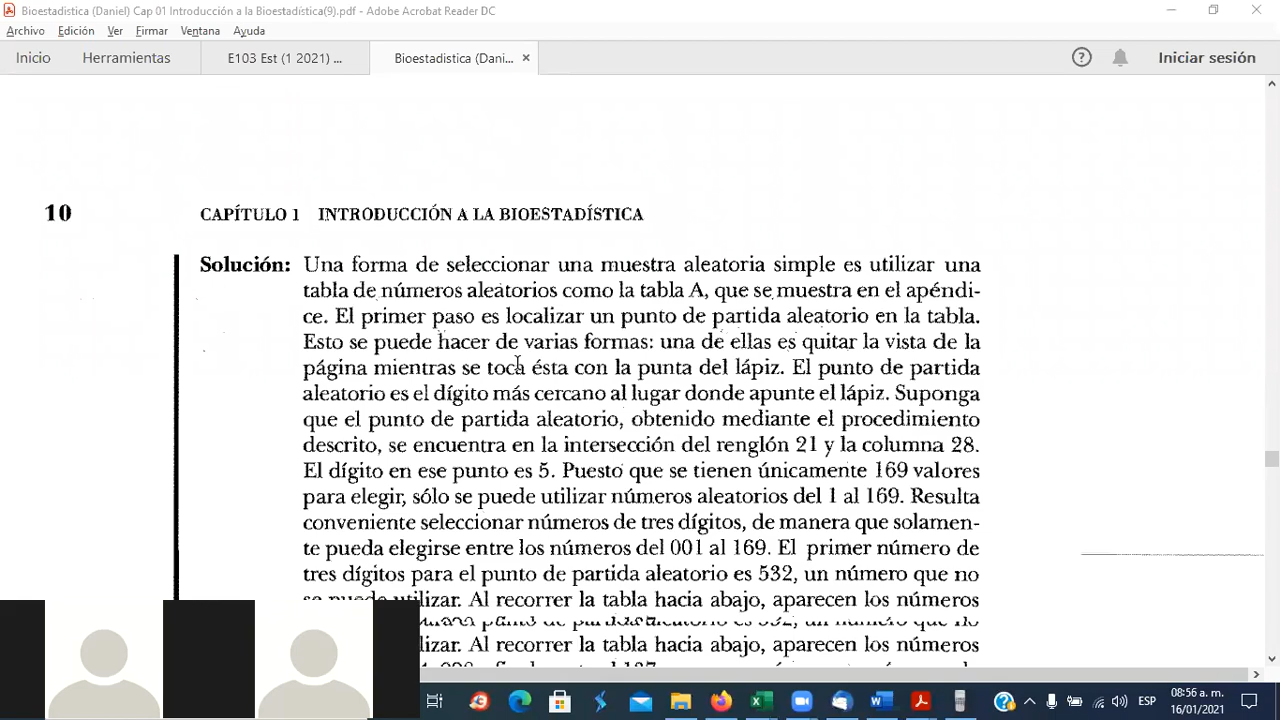 Bioestadistica (Daniel) Cap 01 Introducción a la Bioestadística(9).pdf - Adobe Acrobat Reader DC
Archivo Edición Ver Firmar Ventana Ayuda
Inicio Herramientas E103 Est (1 2021) ... Bioestadistica (Dani... × Iniciar sesión
10 CAPÍTULO 1 INTRODUCCIÓN A LA BIOESTADÍSTICA
Solución: Una forma de seleccionar una muestra aleatoria simple es utilizar una
tabla de números aleatorios como la tabla A, que se muestra en el apéndi-
ce. El primer paso es localizar un punto de partida aleatorio en la tabla.
Esto se puede hacer de varias formas: una de ellas es quitar la vista de la
página mientras se toca ésta con la punta del lápiz. El punto de partida
aleatorio es el dígito más cercano al lugar donde apunte el lápiz. Suponga
que el punto de partida aleatorio, obtenido mediante el procedimiento
descrito, se encuentra en la intersección del renglón 21 y la columna 28.
El dígito en ese punto es 5. Puesto que se tienen únicamente 169 valores
para elegir, sólo se puede utilizar números aleatorios del 1 al 169. Resulta
conveniente seleccionar números de tres dígitos, de manera que solamen-
te pueda elegirse entre los números del 001 al 169. El primer número de
tres dígitos para el punto de partida aleatorio es 532, un número que no
se puede utilizar. Al recorrer la tabla hacia abajo, aparecen los números
lizar. Al recorrer la tabla hacia abajo, aparecen los números
ESP
08:56 a. m.
16/01/2021